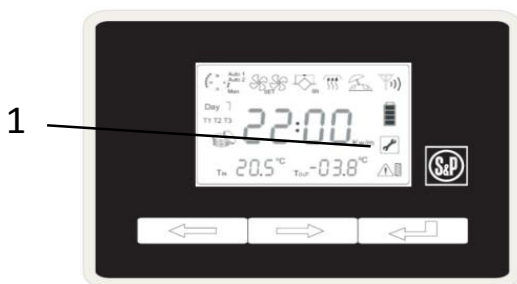 1
Auto 1
Auto 2
Man
SET
6h
Day 1
T1 T2 T3
22:00
Tin 20.5 °C Tout -03.8 °C
S&P